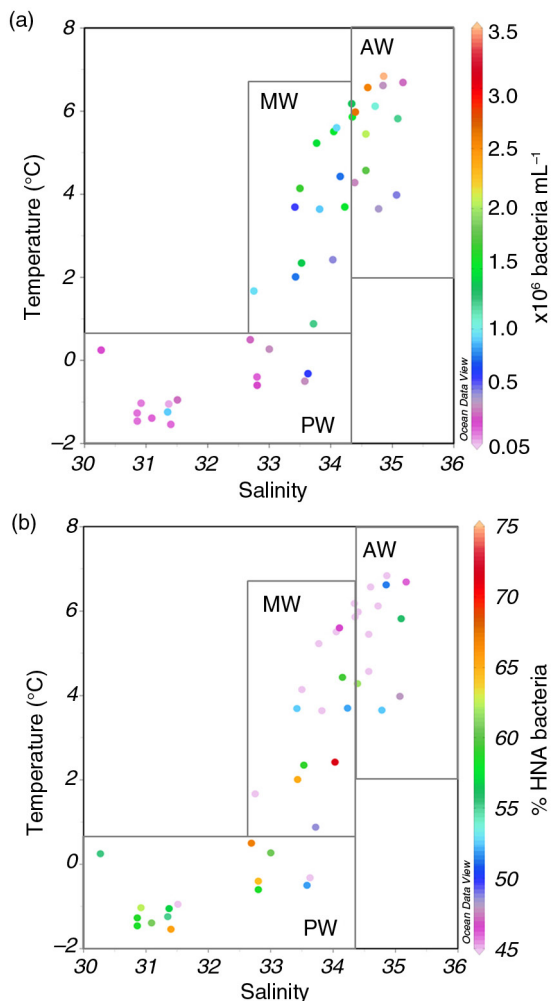 (a)
8
6
4
2
0
–2
Temperature (°C)
AW
MW
PW
30 31 32 33 34 35 36
Salinity
Ocean Data View
3.5
3.0
2.5
2.0
1.5
1.0
0.5
0.05
x10⁶ bacteria mL⁻¹
(b)
8
6
4
2
0
–2
Temperature (°C)
AW
MW
PW
30 31 32 33 34 35 36
Salinity
Ocean Data View
75
70
65
60
55
50
45
% HNA bacteria